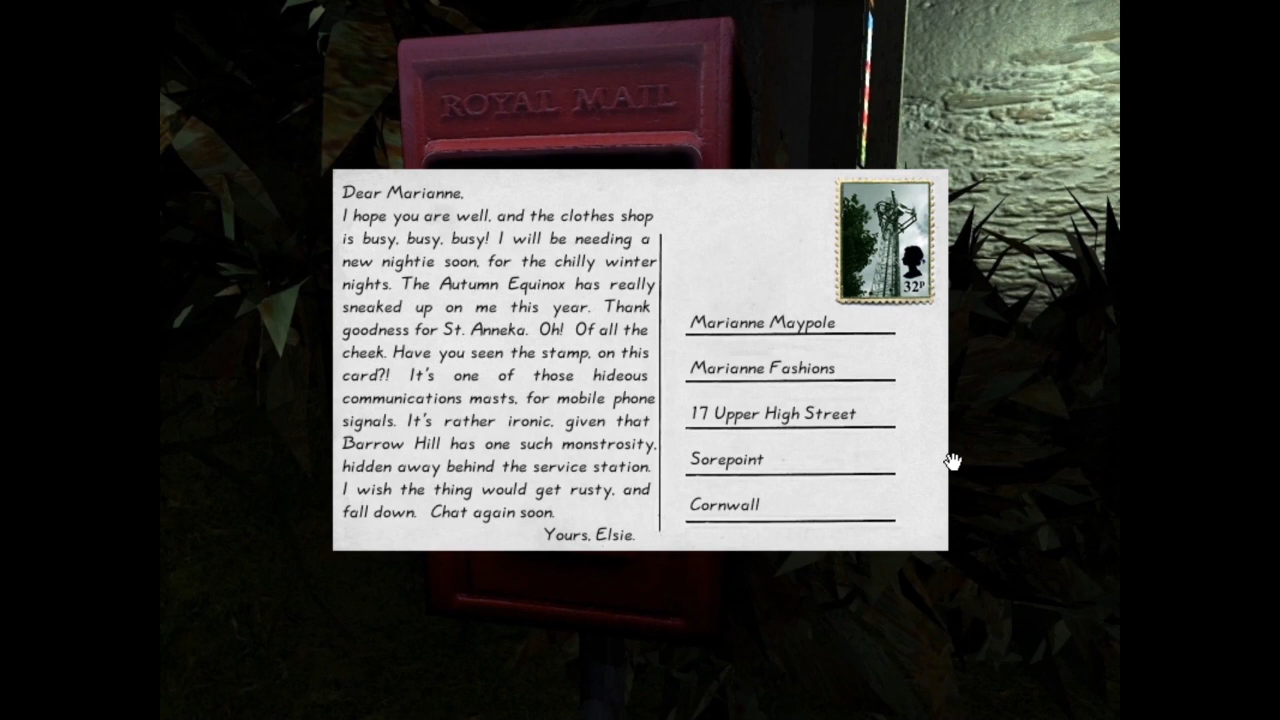 ROYAL MAIL
Dear Marianne,
I hope you are well, and the clothes shop
is busy, busy, busy! I will be needing a
new nightie soon, for the chilly winter
nights. The Autumn Equinox has really
sneaked up on me this year. Thank
goodness for St. Anneka. Oh! Of all the
cheek. Have you seen the stamp, on this
card?! It's one of those hideous
communications masts, for mobile phone
signals. It's rather ironic, given that
Barrow Hill has one such monstrosity,
hidden away behind the service station.
I wish the thing would get rusty, and
fall down. Chat again soon.
Yours, Elsie.
32P
Marianne Maypole
Marianne Fashions
17 Upper High Street
Sorepoint
Cornwall